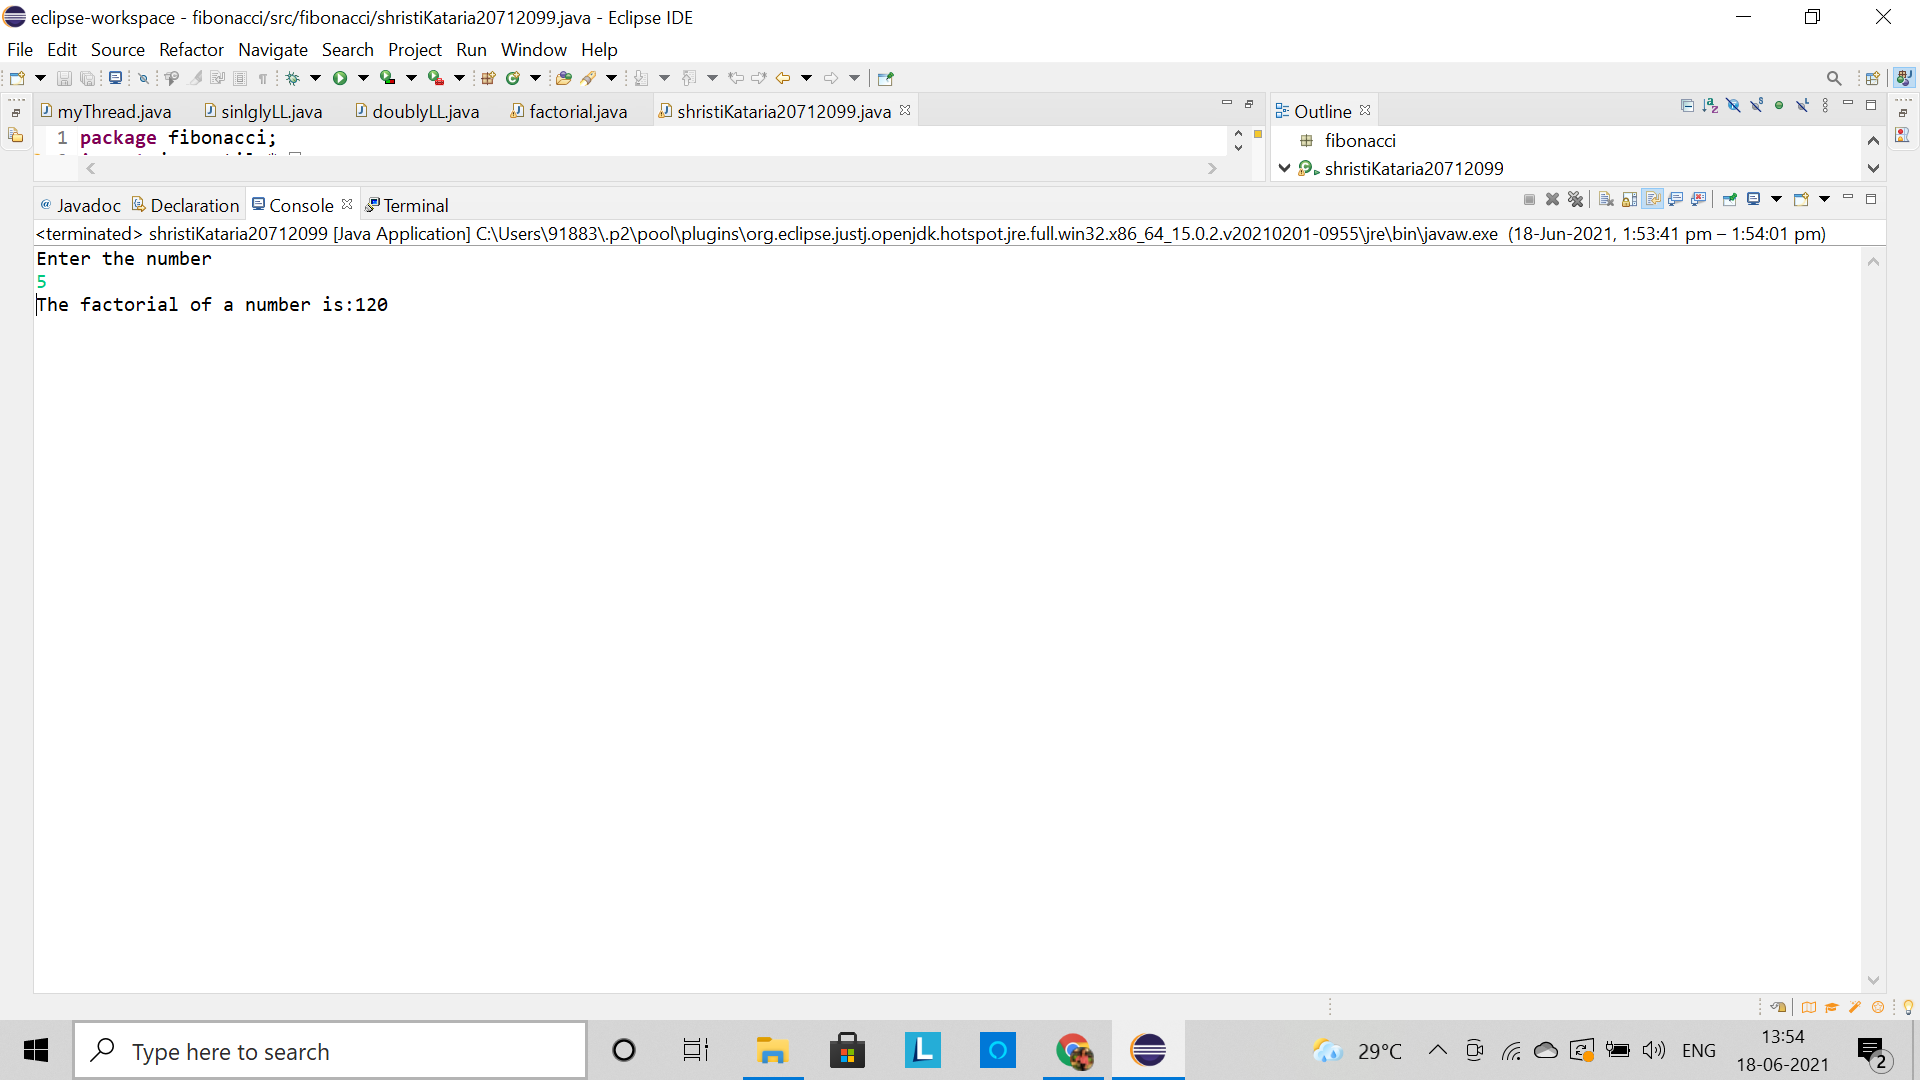 eclipse-workspace - fibonacci/src/fibonacci/shristiKataria20712099.java - Eclipse IDE
File Edit Source Refactor Navigate Search Project Run Window Help
myThread.java sinlglyLL.java doublyLL.java factorial.java shristiKataria20712099.java Outline
1 package fibonacci;
fibonacci
shristiKataria20712099
@ Javadoc Declaration Console Terminal
<terminated> shristiKataria20712099 [Java Application] C:\Users\91883\.p2\pool\plugins\org.eclipse.justj.openjdk.hotspot.jre.full.win32.x86_64_15.0.2.v20210201-0955\jre\bin\javaw.exe (18-Jun-2021, 1:53:41 pm – 1:54:01 pm)
Enter the number
5
The factorial of a number is:120
Type here to search
L
29°C
ENG
13:54
18-06-2021
2